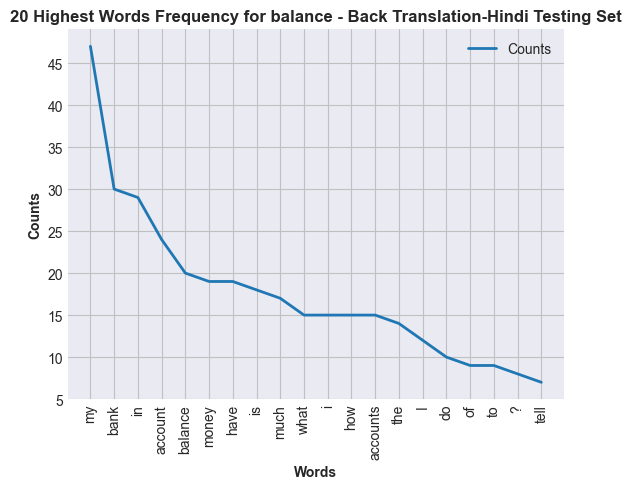 20 Highest Words Frequency for balance - Back Translation-Hindi Testing Set
Counts
45
40
35
30
25
20
15
10
5
Counts
my
bank
in
account
balance
money
have
is
much
what
i
how
accounts
the
I
do
of
to
?
tell
Words